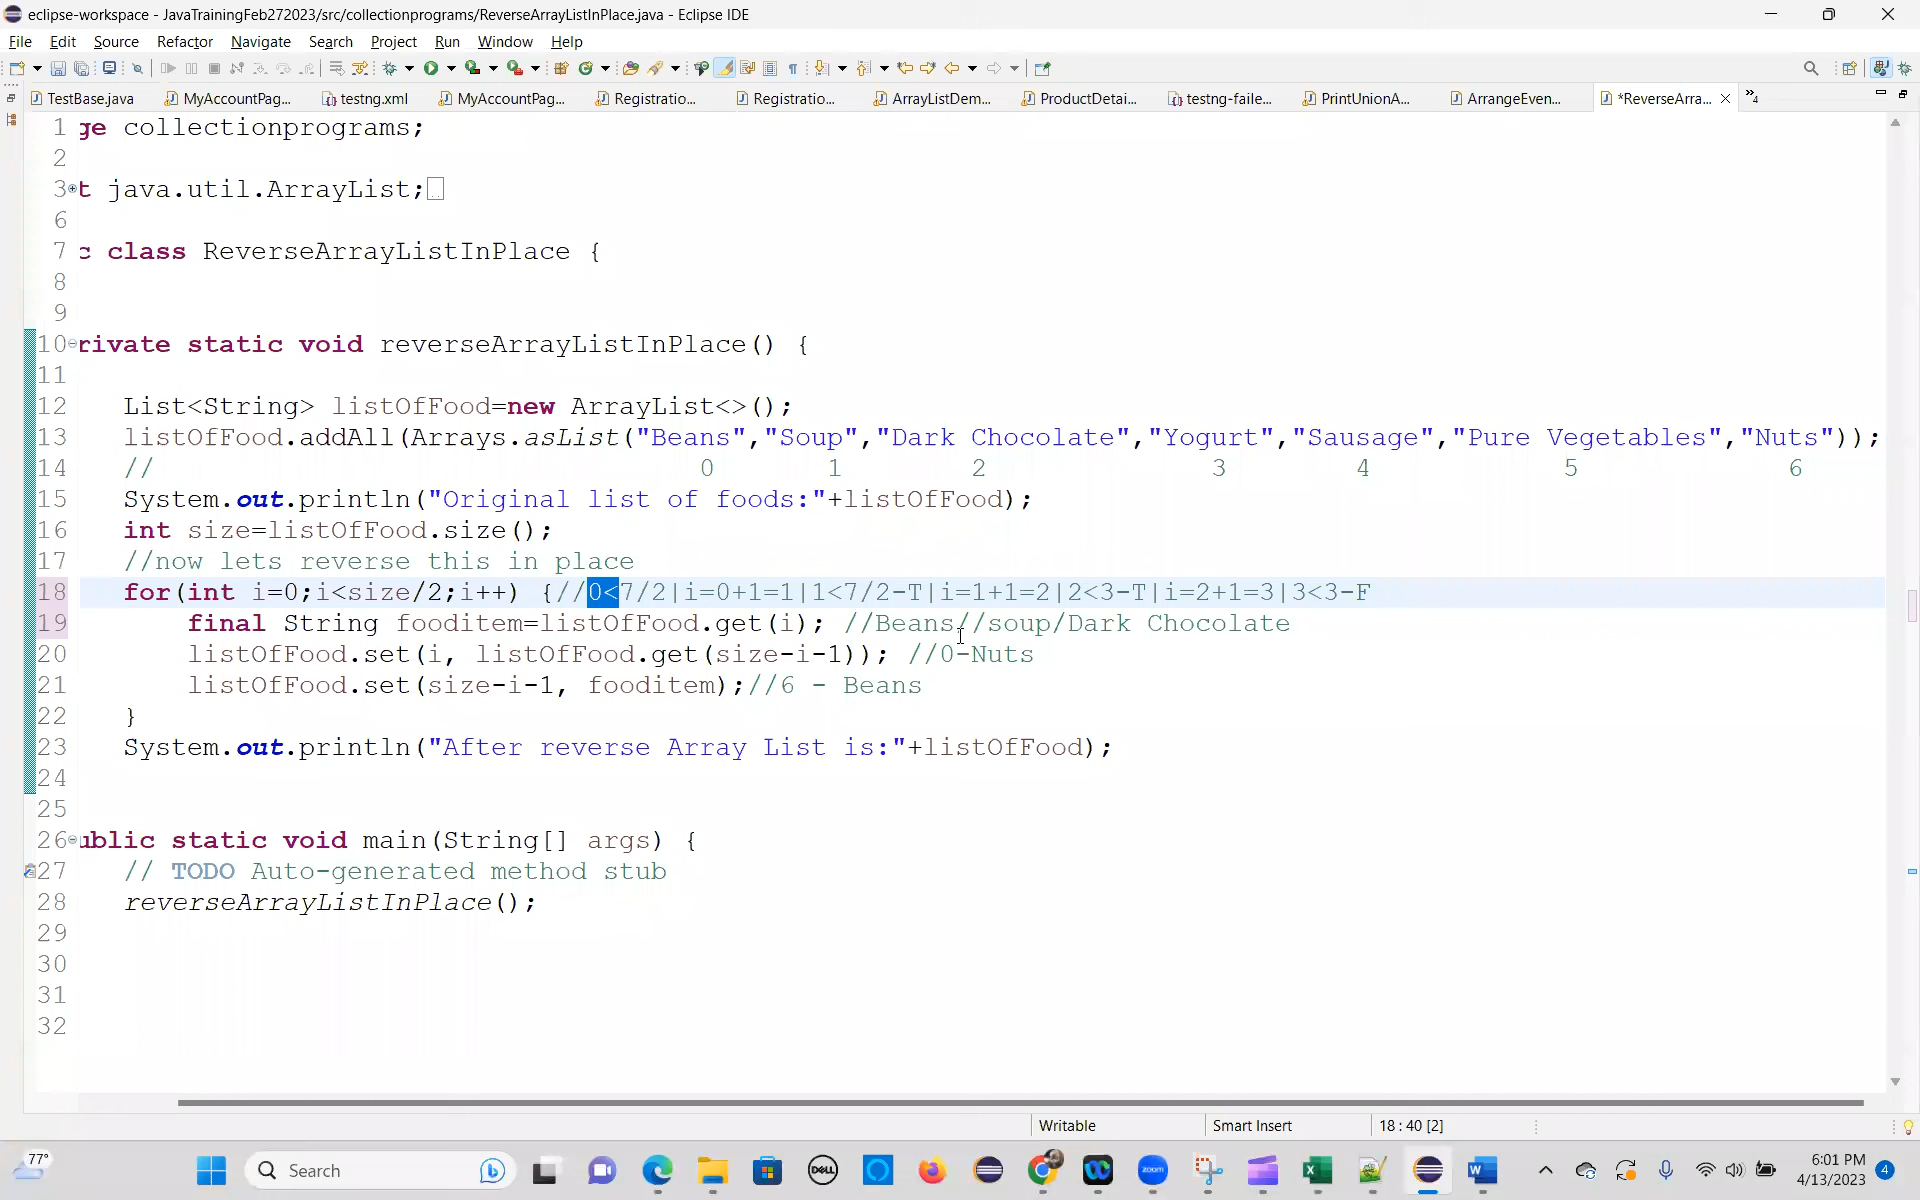 eclipse-workspace - JavaTrainingFeb272023/src/collectionprograms/ReverseArrayListInPlace.java - Eclipse IDE
File Edit Source Refactor Navigate Search Project Run Window Help
TestBase.java MyAccountPag... testng.xml MyAccountPag... Registratio... Registratio... ArrayListDem... ProductDetai... testng-faile... PrintUnionA... ArrangeEven... *ReverseArra... »4
1 ge collectionprograms;
2
3 t java.util.ArrayList;
6
7 c class ReverseArrayListInPlace {
8
9
10 rivate static void reverseArrayListInPlace() {
11
12 List<String> listOfFood=new ArrayList<>();
13 listOfFood.addAll(Arrays.asList("Beans","Soup","Dark Chocolate","Yogurt","Sausage","Pure Vegetables","Nuts"));
14 // 0 1 2 3 4 5 6
15 System.out.println("Original list of foods:"+listOfFood);
16 int size=listOfFood.size();
17 //now lets reverse this in place
18 for(int i=0;i<size/2;i++) {//0<7/2|i=0+1=1|1<7/2-T|i=1+1=2|2<3-T|i=2+1=3|3<3-F
19 final String fooditem=listOfFood.get(i); //Beans//soup/Dark Chocolate
20 listOfFood.set(i, listOfFood.get(size-i-1)); //0-Nuts
21 listOfFood.set(size-i-1, fooditem);//6 - Beans
22 }
23 System.out.println("After reverse Array List is:"+listOfFood);
24
25
26 ublic static void main(String[] args) {
27 // TODO Auto-generated method stub
28 reverseArrayListInPlace();
29
30
31
32
Writable Smart Insert 18 : 40 [2]
77° Search DELL zoom 6:01 PM 4
4/13/2023